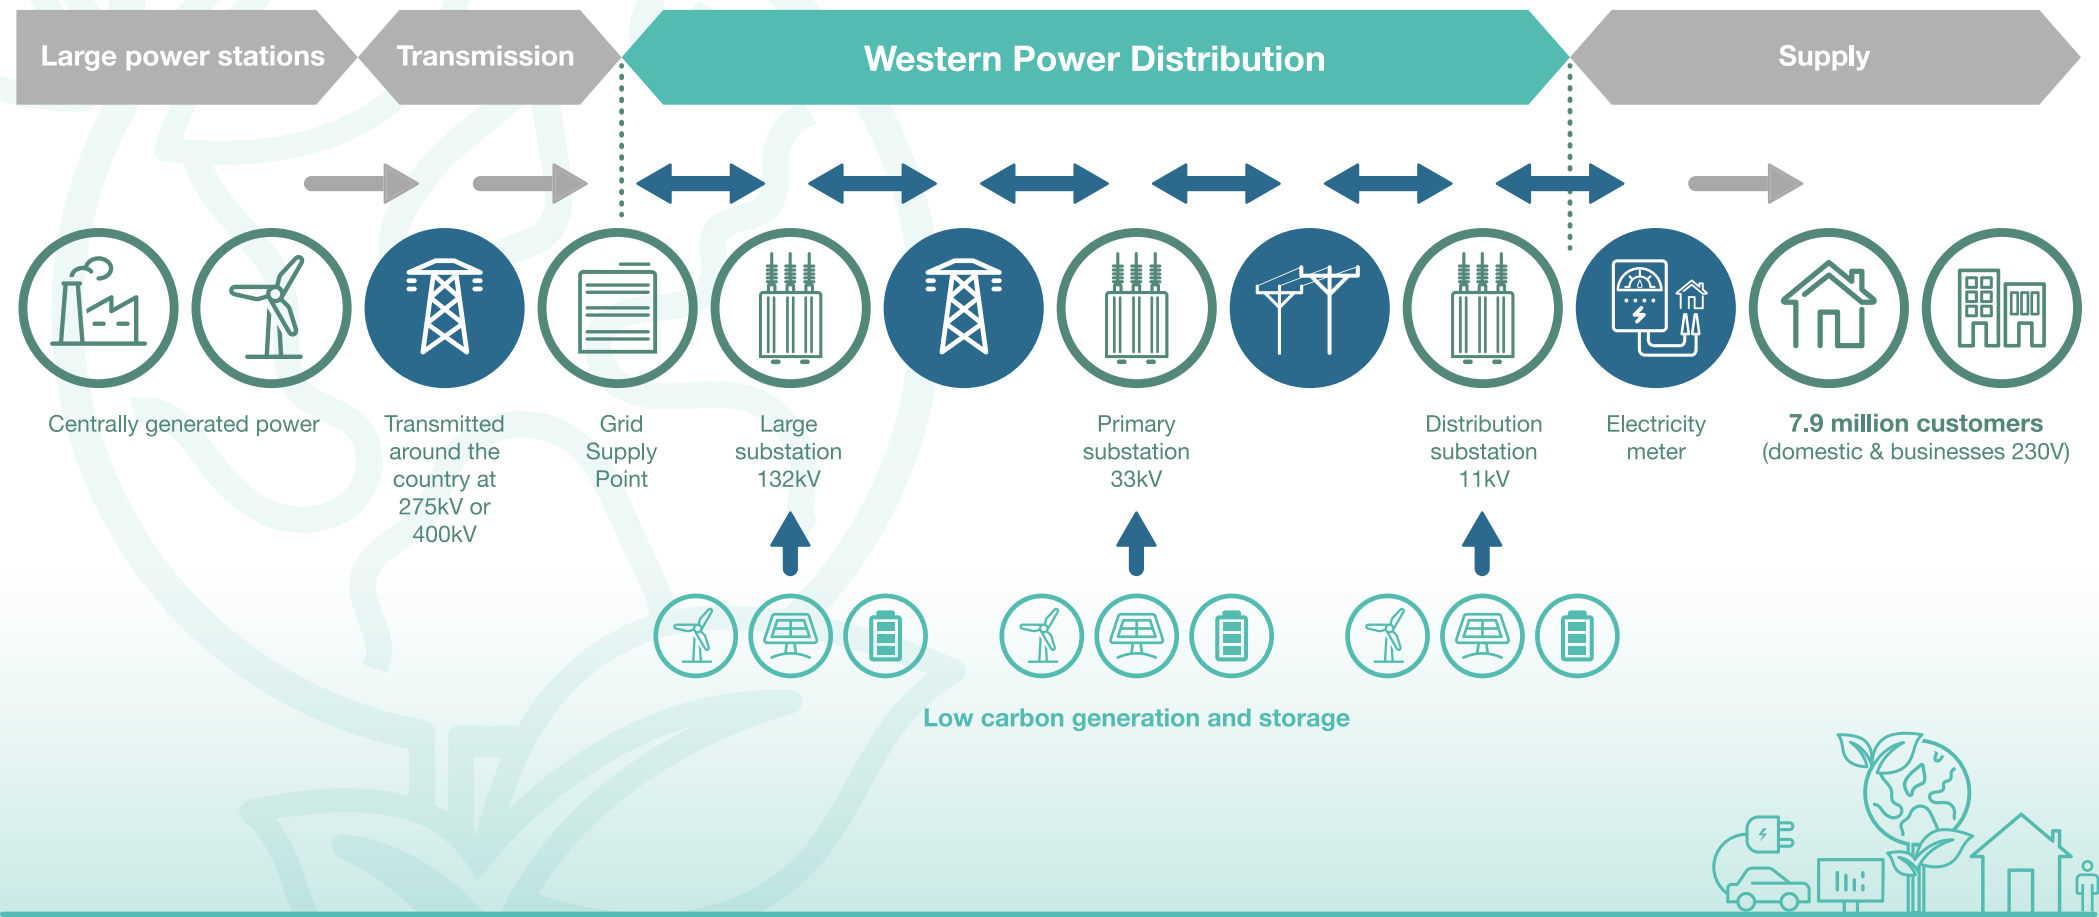 Large power stations
Transmission
Western Power Distribution
Supply
Centrally generated power
Transmitted
around the
country at
275kV or
400kV
Grid
Supply
Point
Large
substation
132kV
Primary
substation
33kV
Distribution
substation
11kV
Electricity
meter
7.9 million customers
(domestic & businesses 230V)
Low carbon generation and storage